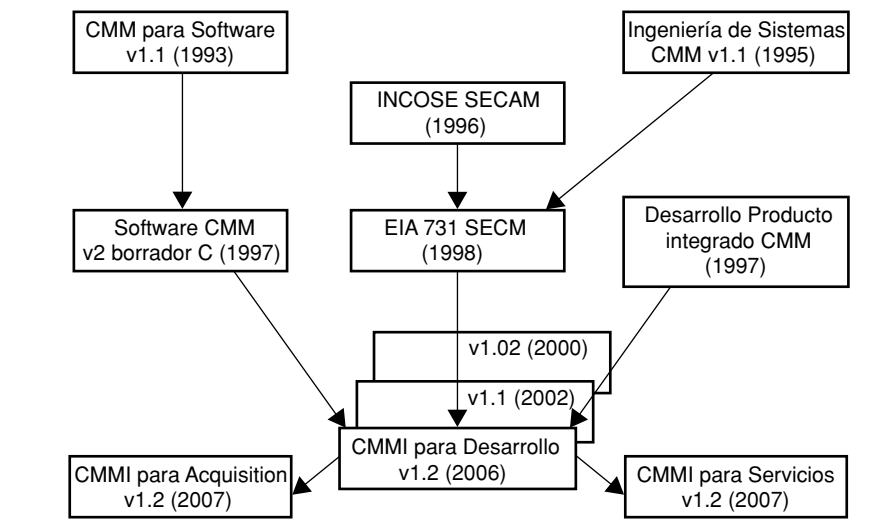 CMM para Software
v1.1 (1993)
Ingeniería de Sistemas
CMM v1.1 (1995)
INCOSE SECAM
(1996)
Software CMM
v2 borrador C (1997)
EIA 731 SECM
(1998)
Desarrollo Producto
integrado CMM
(1997)
v1.02 (2000)
v1.1 (2002)
CMMI para Desarrollo
v1.2 (2006)
CMMI para Acquisition
v1.2 (2007)
CMMI para Servicios
v1.2 (2007)